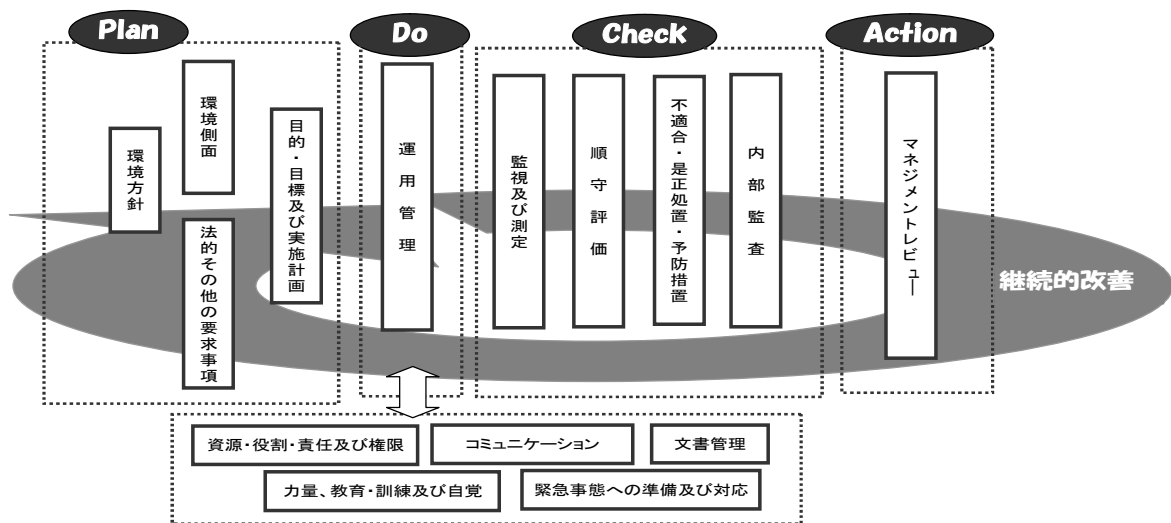 Plan
Do
Check
Action
環境方針
環境側面
法的その他の要求事項
目的・目標及び実施計画
運用管理
監視及び測定
順守評価
不適合・是正処置・予防措置
内部監査
マネジメントレビュー
継続的改善
資源・役割・責任及び権限
コミュニケーション
文書管理
力量、教育・訓練及び自覚
緊急事態への準備及び対応